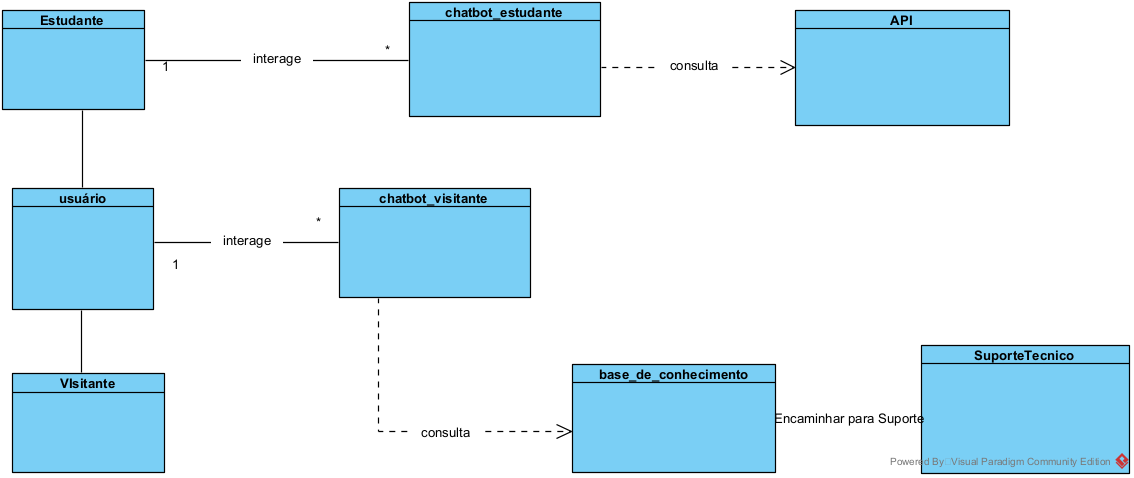 Estudante
chatbot_estudante
API
1
interage
*
consulta
usuário
chatbot_visitante
interage
*
1
VIsitante
base_de_conhecimento
SuporteTecnico
consulta
Encaminhar para Suporte
Powered By Visual Paradigm Community Edition